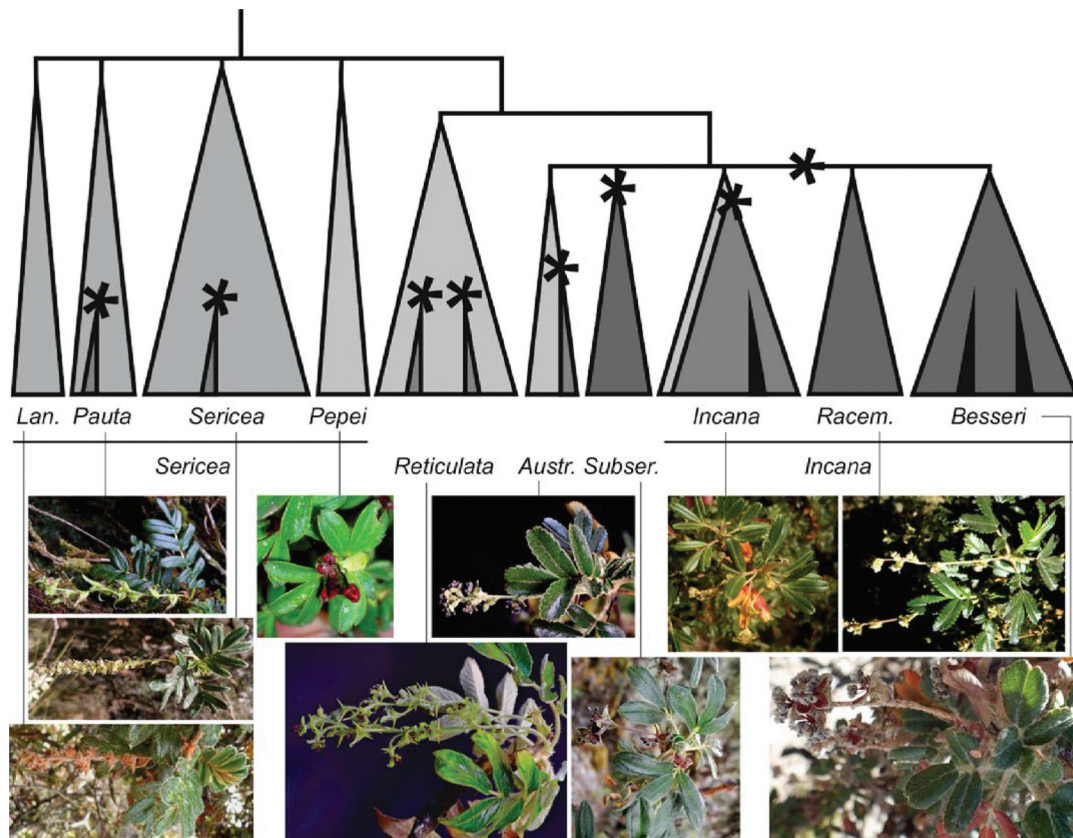 Lan. Pauta Sericea Pepei Incana Racem. Besseri
Sericea Reticulata Austr. Subser. Incana